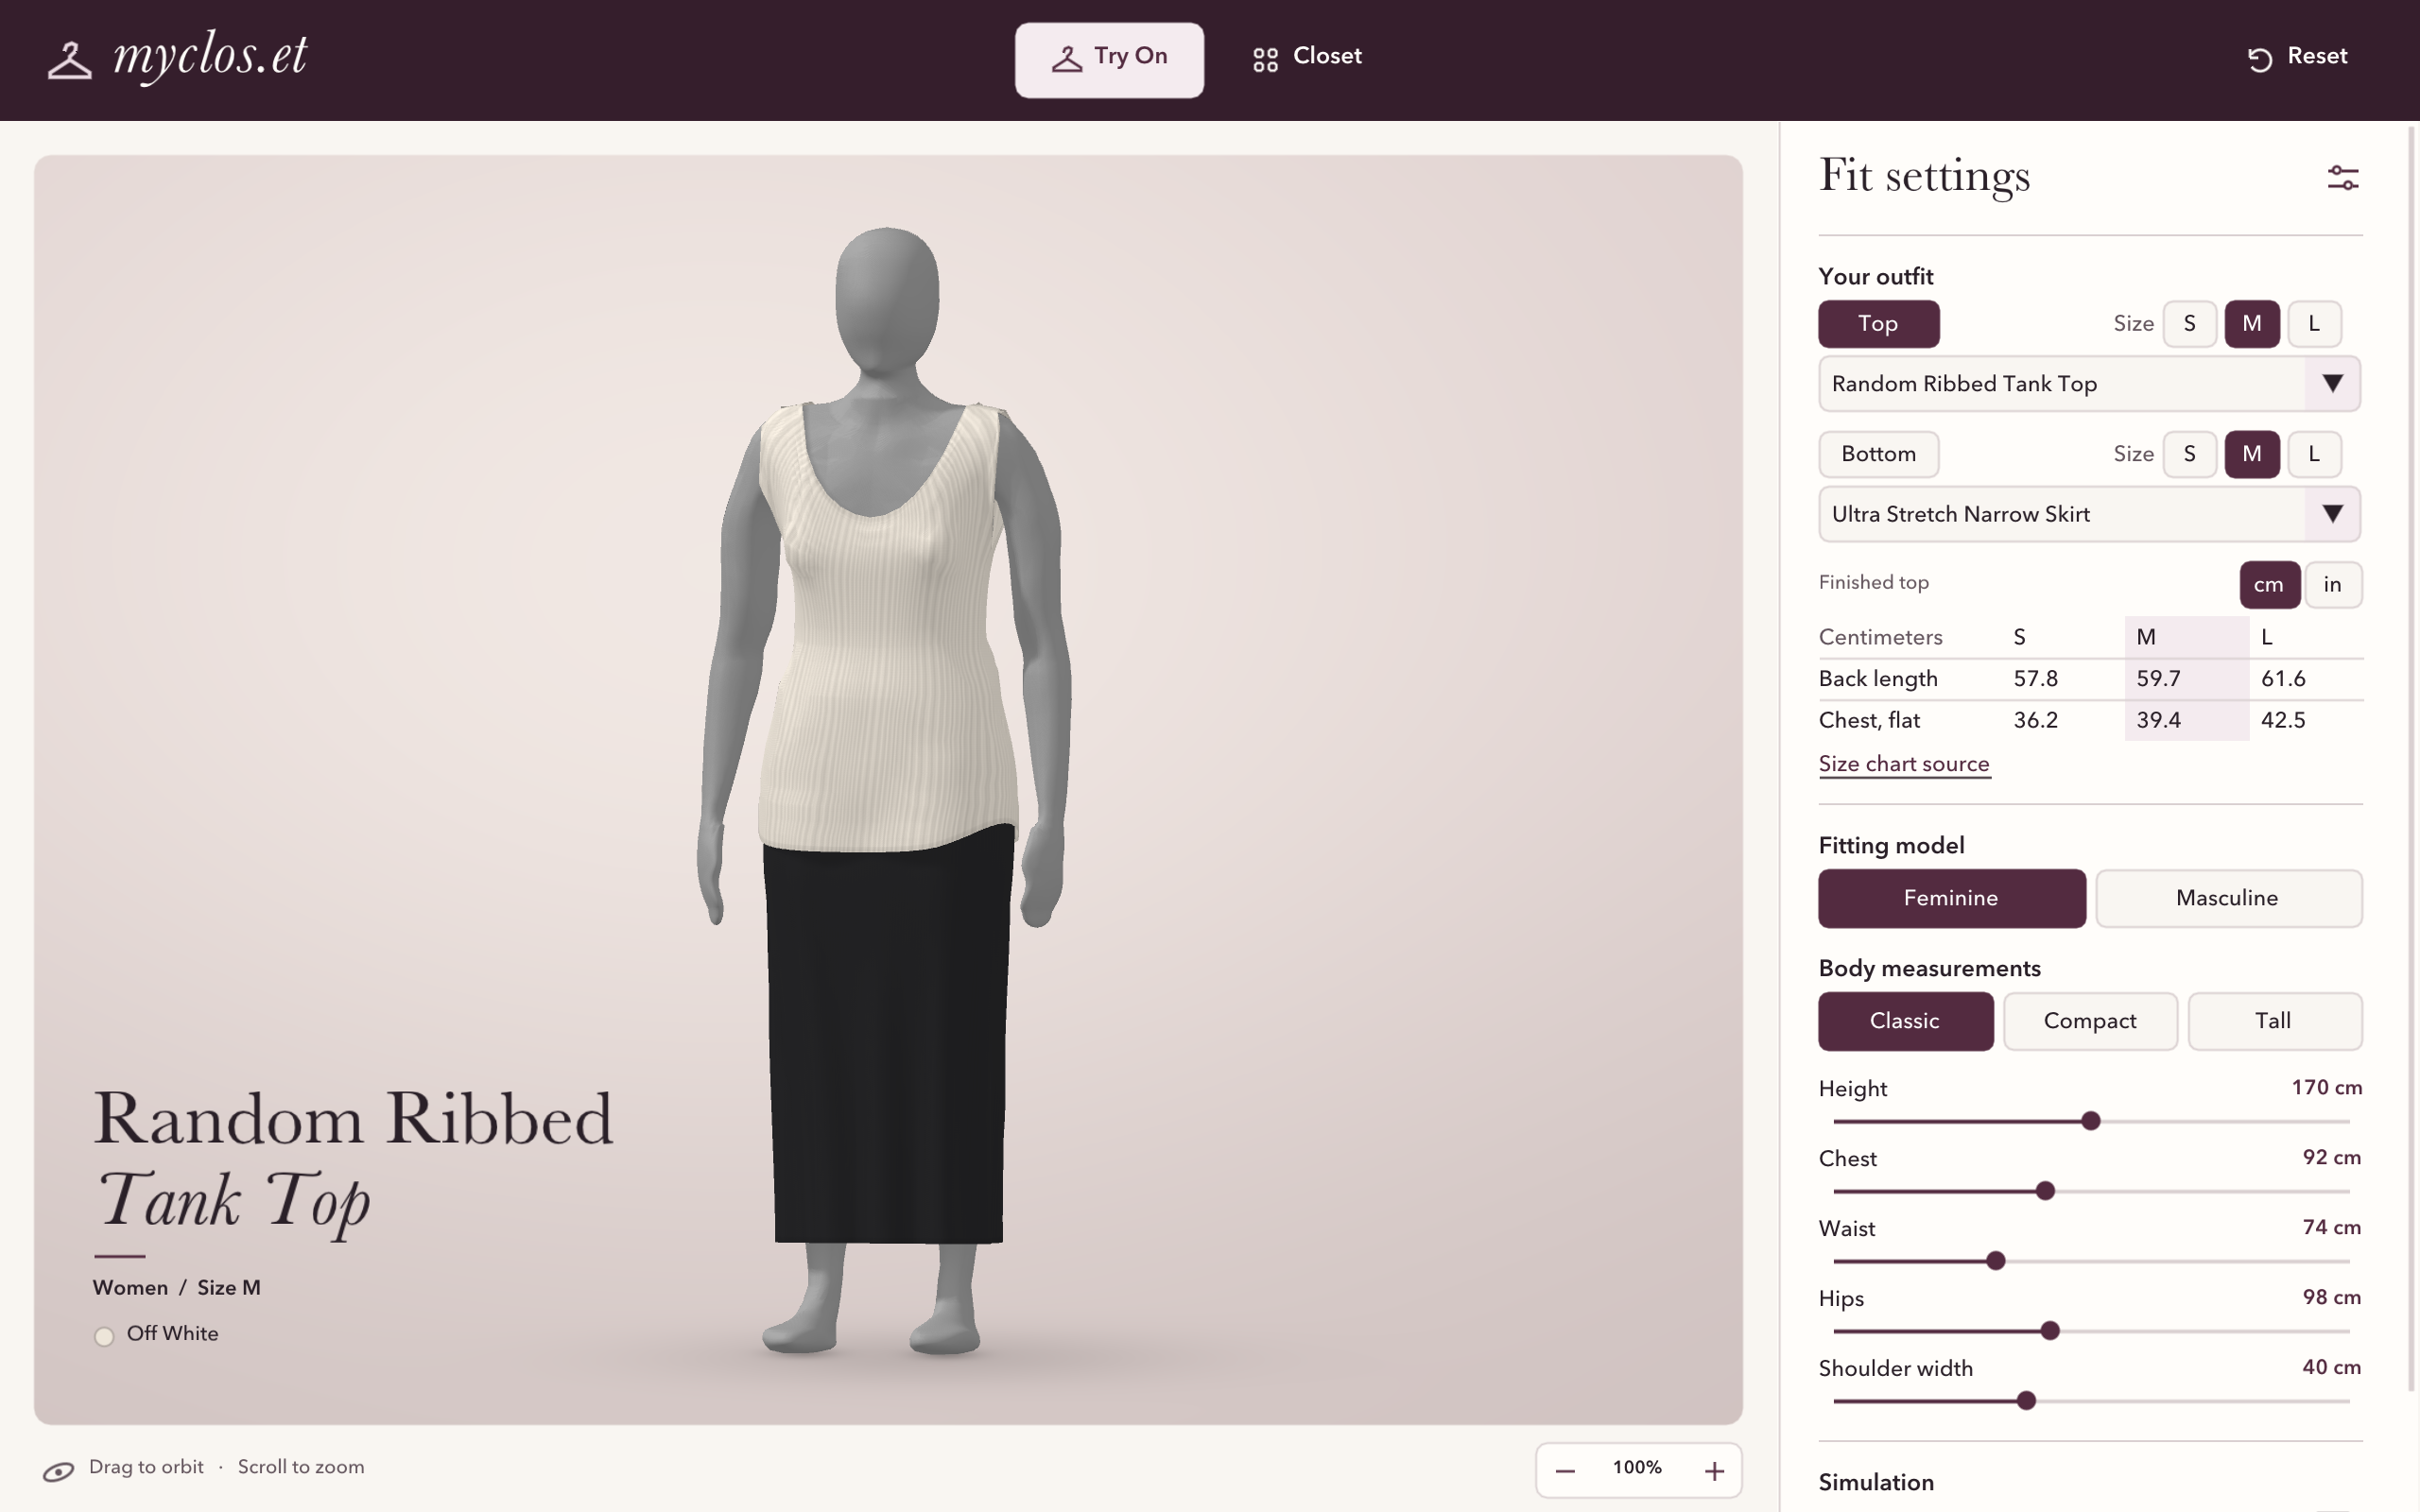 myclos.et
Try On
Closet
Reset
Random Ribbed
Tank Top
Women / Size M
Off White
Drag to orbit · Scroll to zoom
100%
Fit settings
Your outfit
Top Size S M L
Random Ribbed Tank Top
Bottom Size S M L
Ultra Stretch Narrow Skirt
Finished top cm in
Centimeters S M L
Back length 57.8 59.7 61.6
Chest, flat 36.2 39.4 42.5
Size chart source
Fitting model
Feminine Masculine
Body measurements
Classic Compact Tall
Height 170 cm
Chest 92 cm
Waist 74 cm
Hips 98 cm
Shoulder width 40 cm
Simulation